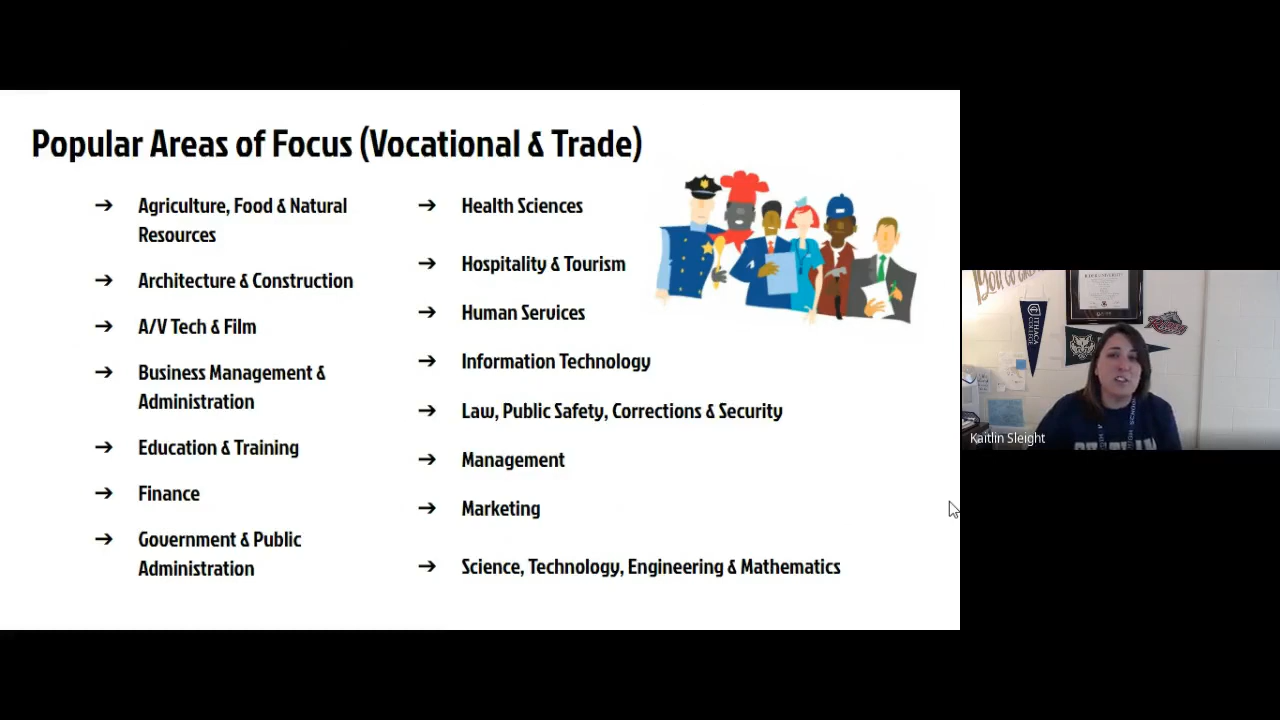 Popular Areas of Focus (Vocational & Trade)
➔ Agriculture, Food & Natural
Resources
➔ Architecture & Construction
➔ A/V Tech & Film
➔ Business Management &
Administration
➔ Education & Training
➔ Finance
➔ Government & Public
Administration
➔ Health Sciences
➔ Hospitality & Tourism
➔ Human Services
➔ Information Technology
➔ Law, Public Safety, Corrections & Security
➔ Management
➔ Marketing
➔ Science, Technology, Engineering & Mathematics
ITHACA
COLLEGE
Kaitlin Sleight